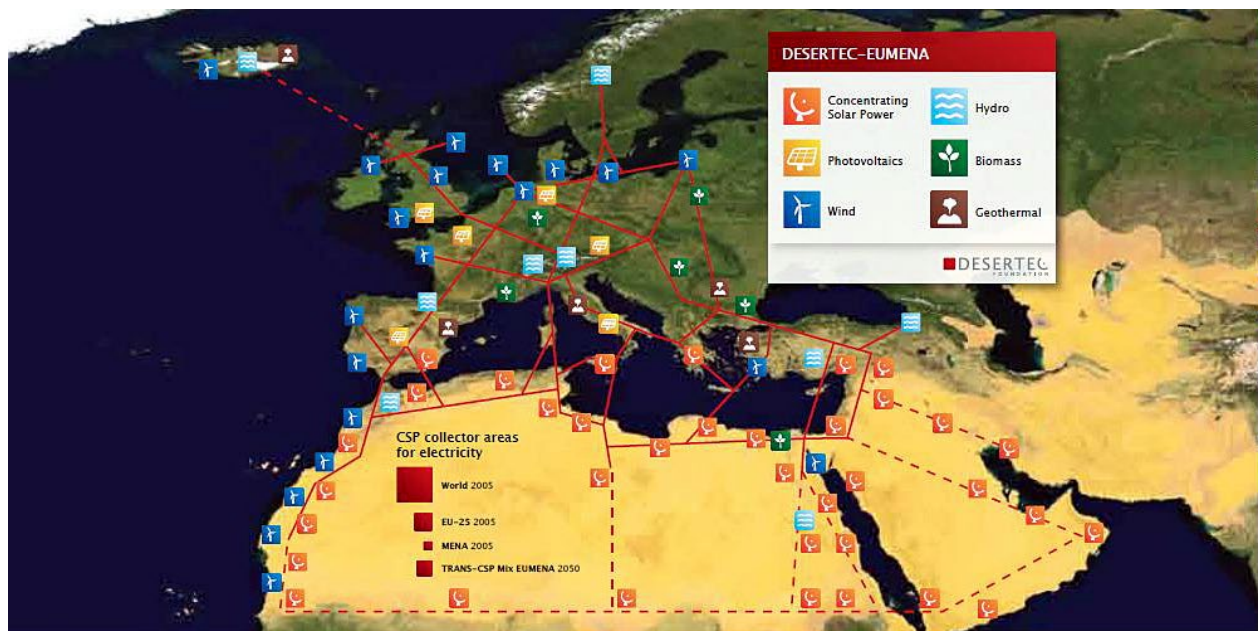 DESERTEC-EUMENA
Concentrating
Solar Power
Hydro
Photovoltaics
Biomass
Wind
Geothermal
DESERTEC
FOUNDATION
CSP collector areas
for electricity
World 2005
EU-25 2005
MENA 2005
TRANS-CSP Mix EUMENA 2050